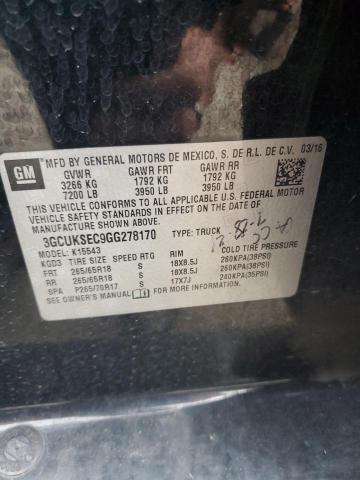 GM
MFD BY GENERAL MOTORS DE MEXICO, S. DE R.L. DE C.V. 03/16
GVWR GAWR FRT GAWR RR
3266 KG 1792 KG 1792 KG
7200 LB 3950 LB 3950 LB
THIS VEHICLE CONFORMS TO ALL APPLICABLE U.S. FEDERAL MOTOR
VEHICLE SAFETY AND THEFT PREVENTION STANDARDS IN EFFECT
ON THE DATE OF MANUFACTURE SHOWN ABOVE.
3GCUKSEC9GG278170 TYPE: TRUCK
MODEL: K15543
KGD3 TIRE SIZE SPEED RTG RIM COLD TIRE PRESSURE
FRT 265/65R18 S 18X8.5J 260KPA(38PSI)
RR 265/65R18 S 18X8.5J 260KPA(38PSI)
SPA P265/70R17 S 17X7J 240KPA(35PSI)
SEE OWNER'S MANUAL FOR MORE INFORMATION.